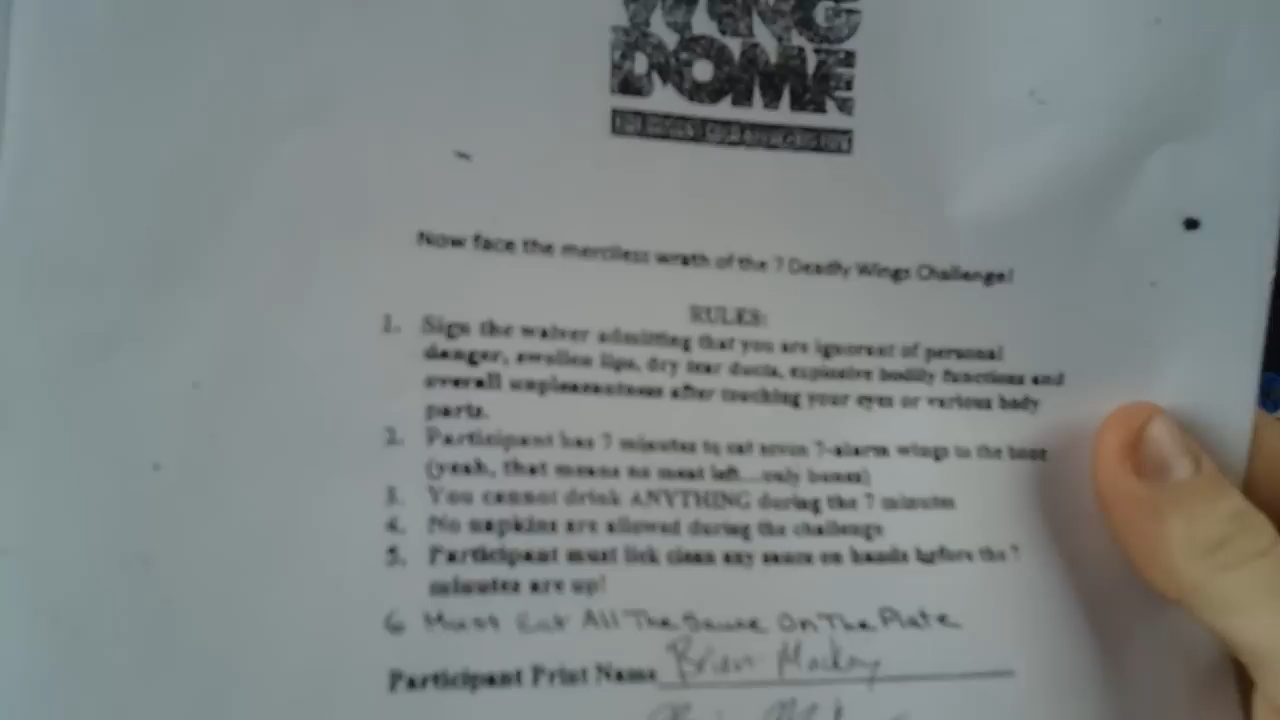 WING
DOME
Now face the merciless wrath of the 7 Deadly Wings Challenge!
RULES:
1. Sign the waiver admitting that you are ignorant of personal
danger, swollen lips, dry tear ducts, explosive bodily functions and
overall unpleasantness after touching your eyes or various body
parts.
2. Participant has 7 minutes to eat seven 7-alarm wings to the bone
(yeah, that means no meat left...only bones)
3. You cannot drink ANYTHING during the 7 minutes
4. No napkins are allowed during the challenge
5. Participant must lick clean any sauce on hands before the 7
minutes are up!
6 Must Eat All The Sauce On The Plate
Participant Print Name Brian Mackay